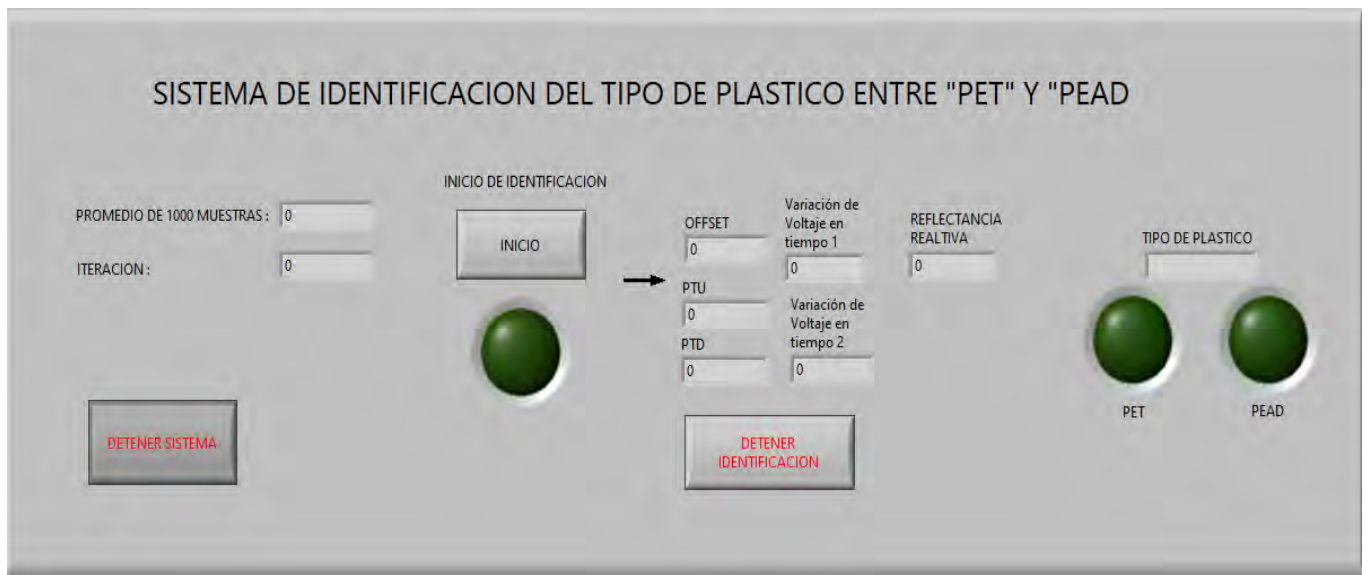 SISTEMA DE IDENTIFICACION DEL TIPO DE PLASTICO ENTRE "PET" Y "PEAD
PROMEDIO DE 1000 MUESTRAS : 0
ITERACION : 0
DETENER SISTEMA
INICIO DE IDENTIFICACION
INICIO
OFFSET
0
PTU
0
PTD
0
Variación de
Voltaje en
tiempo 1
0
Variación de
Voltaje en
tiempo 2
0
DETENER
IDENTIFICACION
REFLECTANCIA
REALTIVA
0
TIPO DE PLASTICO
PET
PEAD